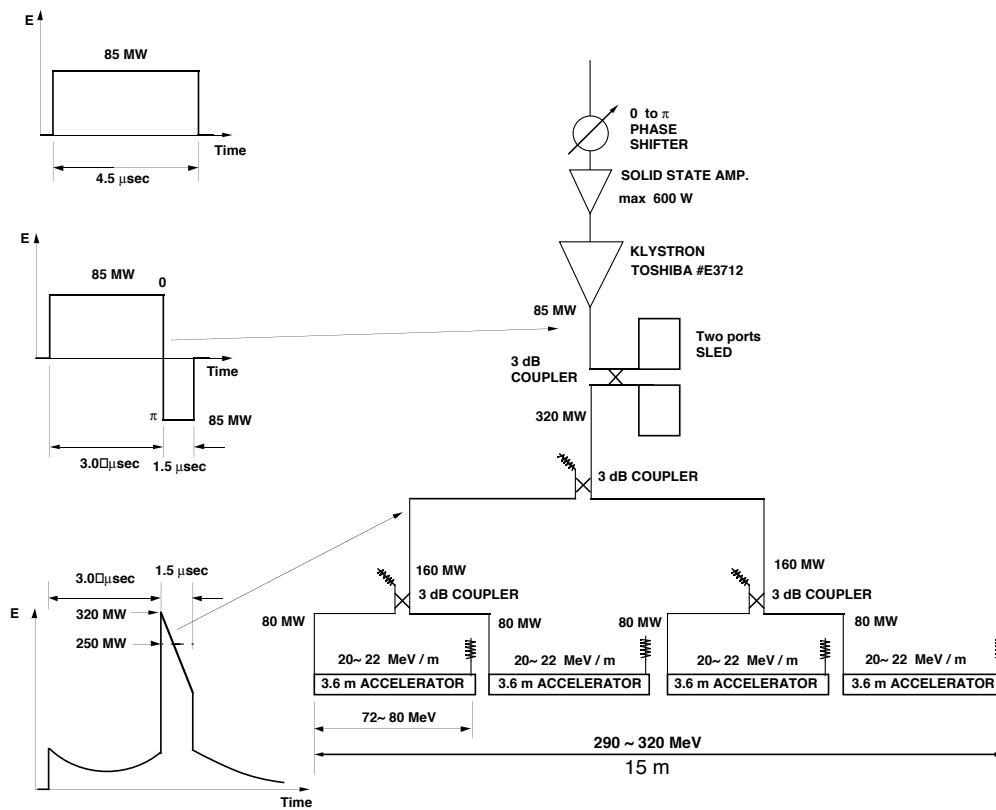 E
85 MW
Time
4.5 μsec
0 to π
PHASE
SHIFTER
SOLID STATE AMP.
max 600 W
KLYSTRON
TOSHIBA #E3712
85 MW
E
85 MW
0
Time
π
85 MW
3.0□μsec
1.5 μsec
Two ports
SLED
3 dB
COUPLER
320 MW
3 dB COUPLER
160 MW
3 dB COUPLER
160 MW
3 dB COUPLER
80 MW
80 MW
80 MW
80 MW
20~ 22 MeV / m
20~ 22 MeV / m
20~ 22 MeV / m
20~ 22 MeV / m
3.6 m ACCELERATOR
3.6 m ACCELERATOR
3.6 m ACCELERATOR
3.6 m ACCELERATOR
72~ 80 MeV
290 ~ 320 MeV
15 m
3.0□μsec
1.5 μsec
E
320 MW
250 MW
Time